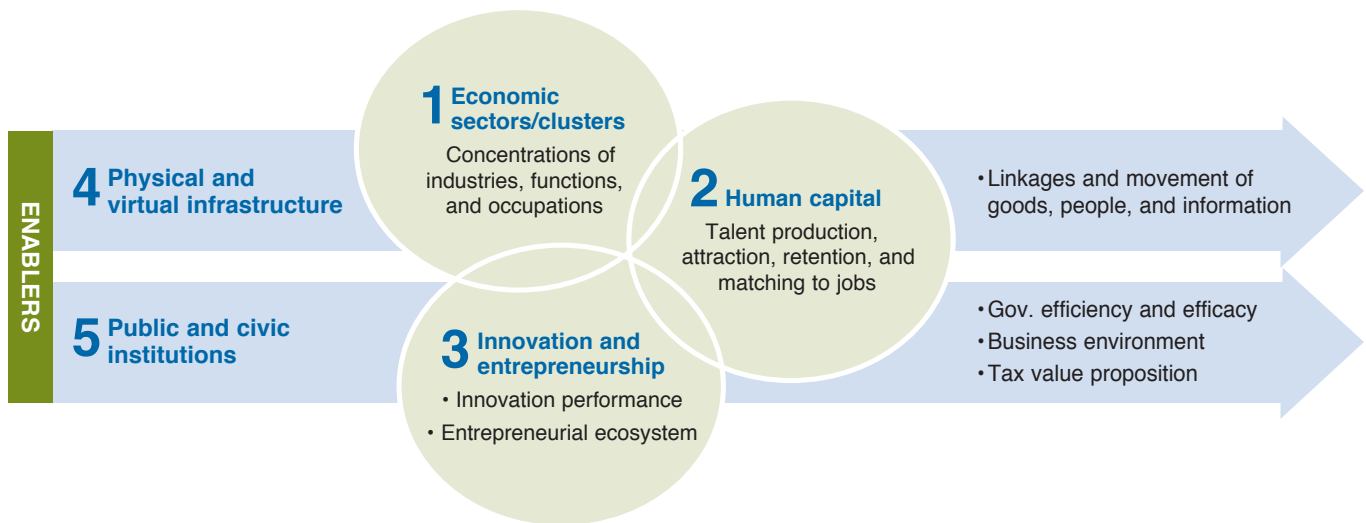 ENABLERS
1 Economic
sectors/clusters
Concentrations of
industries, functions,
and occupations
2 Human capital
Talent production,
attraction, retention, and
matching to jobs
3 Innovation and
entrepreneurship
• Innovation performance
• Entrepreneurial ecosystem
4 Physical and
virtual infrastructure
• Linkages and movement of
goods, people, and information
5 Public and civic
institutions
• Gov. efficiency and efficacy
• Business environment
• Tax value proposition